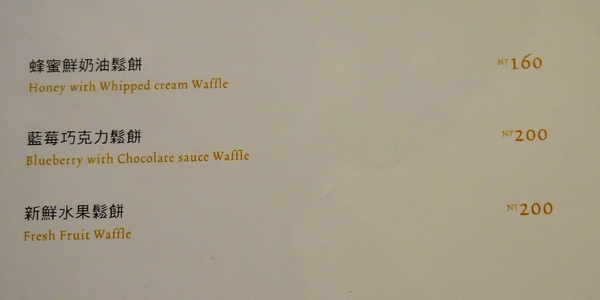 蜂蜜鮮奶油鬆餅 NT160
Honey with Whipped cream Waffle
藍莓巧克力鬆餅 NT200
Blueberry with Chocolate sauce Waffle
新鮮水果鬆餅 NT200
Fresh Fruit Waffle